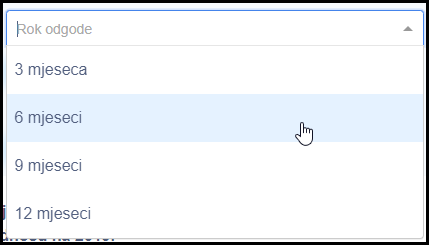 Rok odgode
3 mjeseca
6 mjeseci
9 mjeseci
12 mjeseci